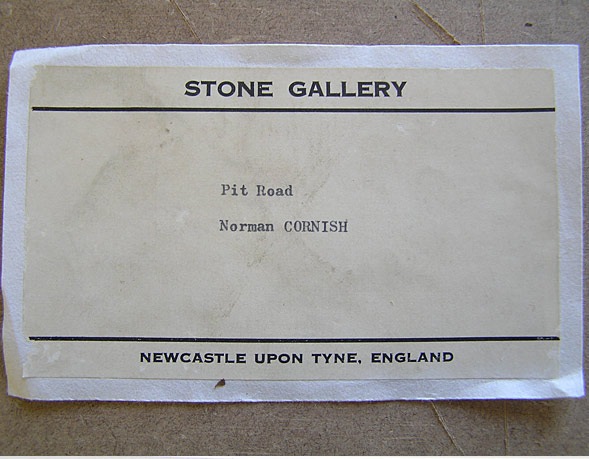 STONE GALLERY
Pit Road
Norman CORNISH
NEWCASTLE UPON TYNE, ENGLAND